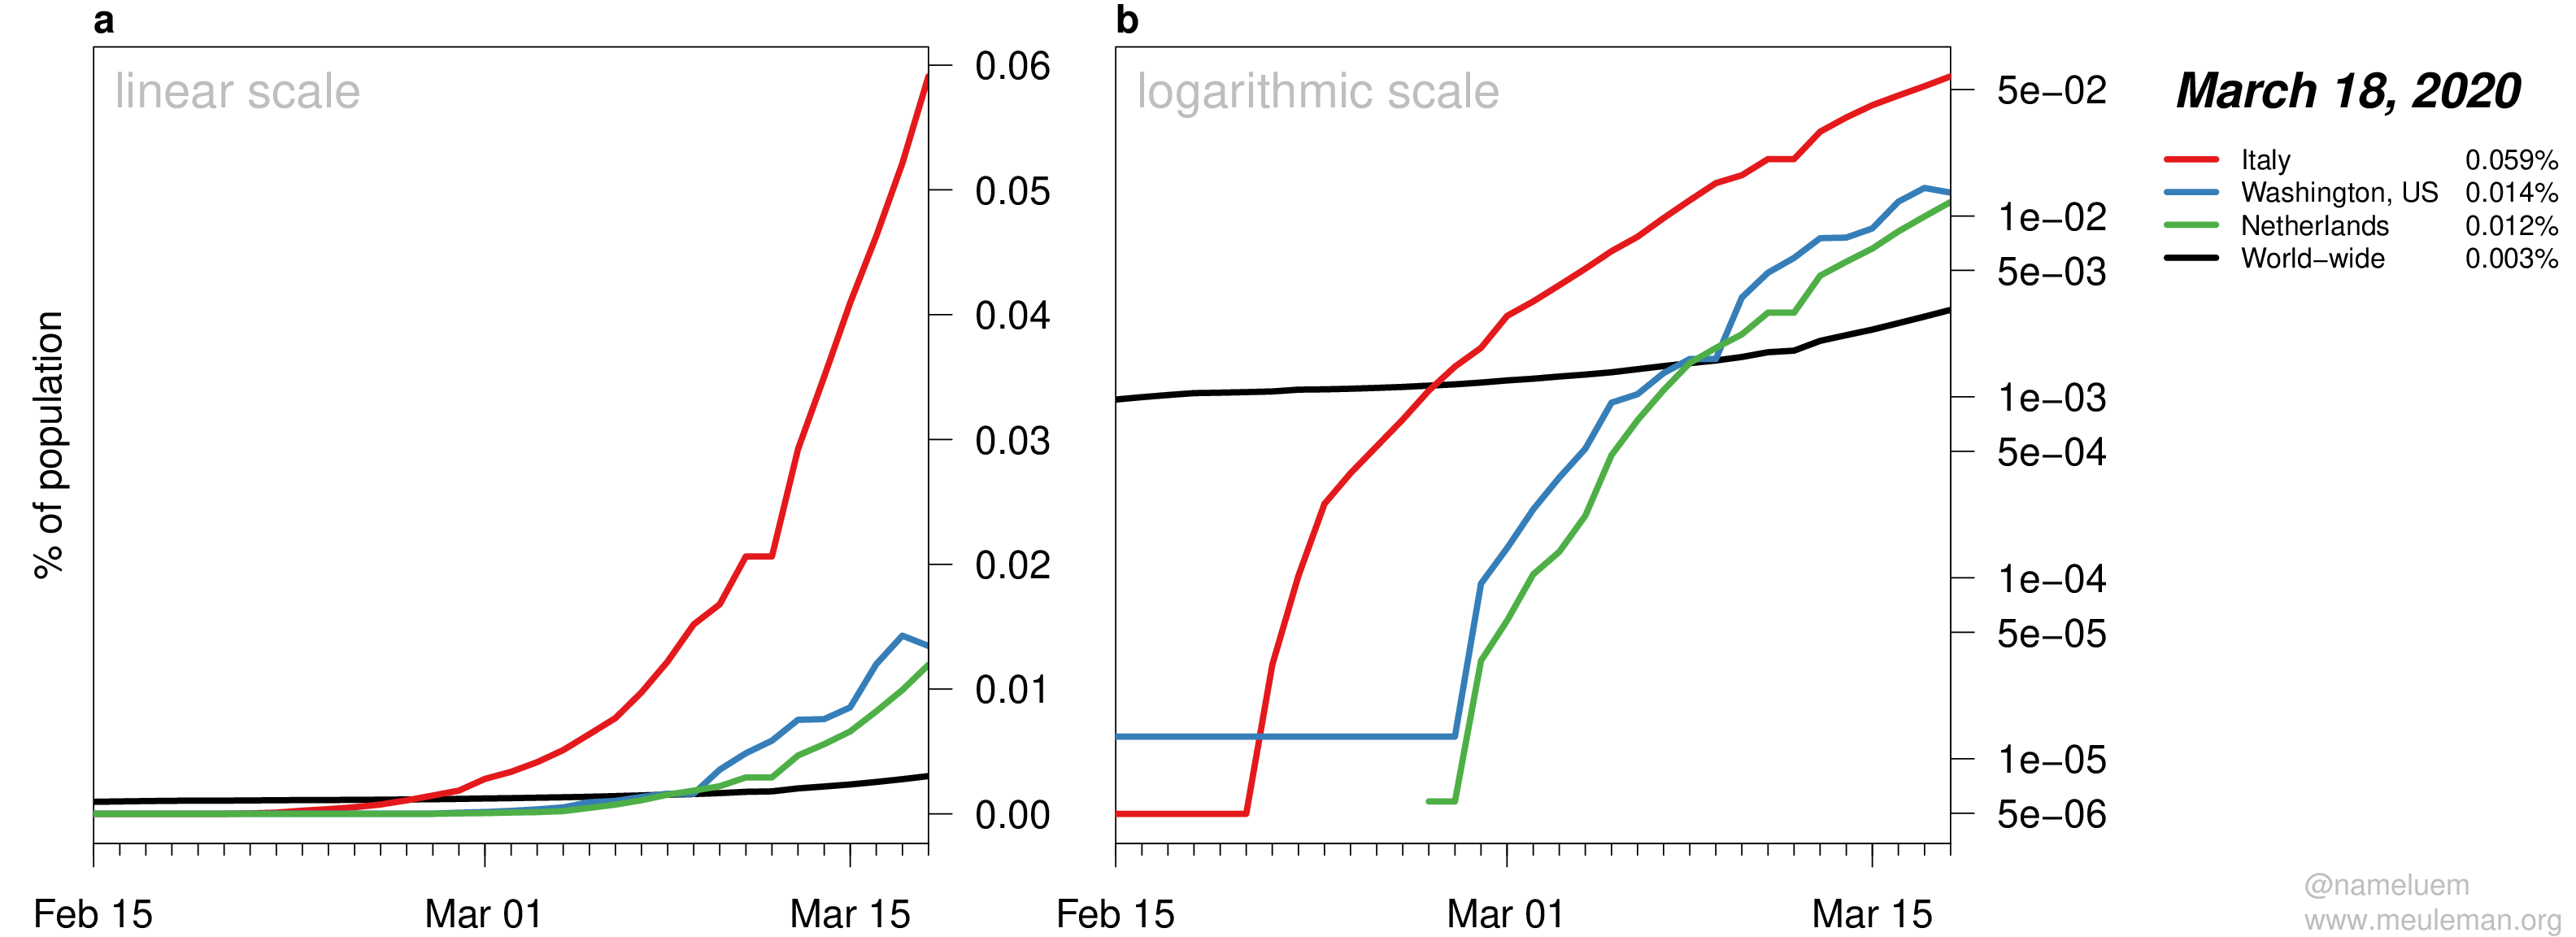 a
linear scale
% of population
0.06
0.05
0.04
0.03
0.02
0.01
0.00
Feb 15 Mar 01 Mar 15
b
logarithmic scale
5e−02
1e−02
5e−03
1e−03
5e−04
1e−04
5e−05
1e−05
5e−06
Feb 15 Mar 01 Mar 15
March 18, 2020
Italy 0.059%
Washington, US 0.014%
Netherlands 0.012%
World−wide 0.003%
@nameluem
www.meuleman.org